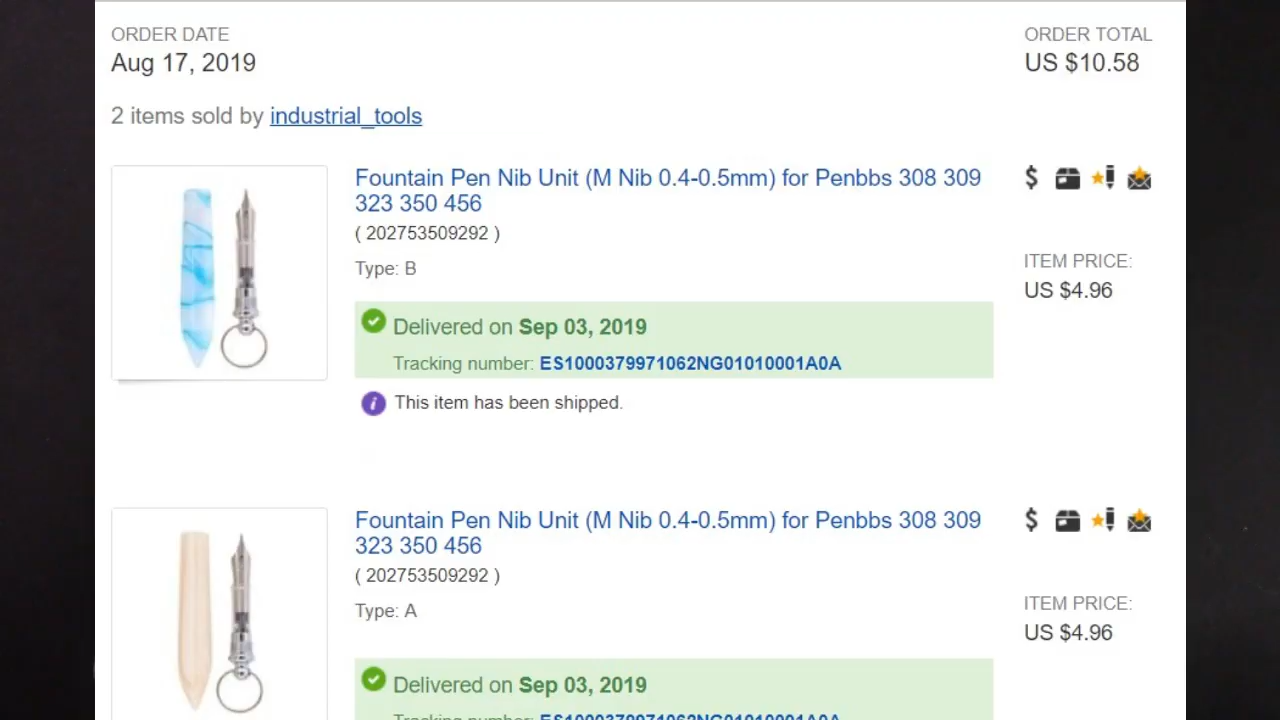 ORDER DATE
ORDER TOTAL
Aug 17, 2019
US $10.58
2 items sold by industrial_tools
Fountain Pen Nib Unit (M Nib 0.4-0.5mm) for Penbbs 308 309
323 350 456
( 202753509292 )
Type: B
ITEM PRICE:
US $4.96
Delivered on Sep 03, 2019
Tracking number: ES1000379971062NG01010001A0A
This item has been shipped.
Fountain Pen Nib Unit (M Nib 0.4-0.5mm) for Penbbs 308 309
323 350 456
( 202753509292 )
Type: A
ITEM PRICE:
US $4.96
Delivered on Sep 03, 2019
Tracking number: ES1000379971062NG01010001A0A